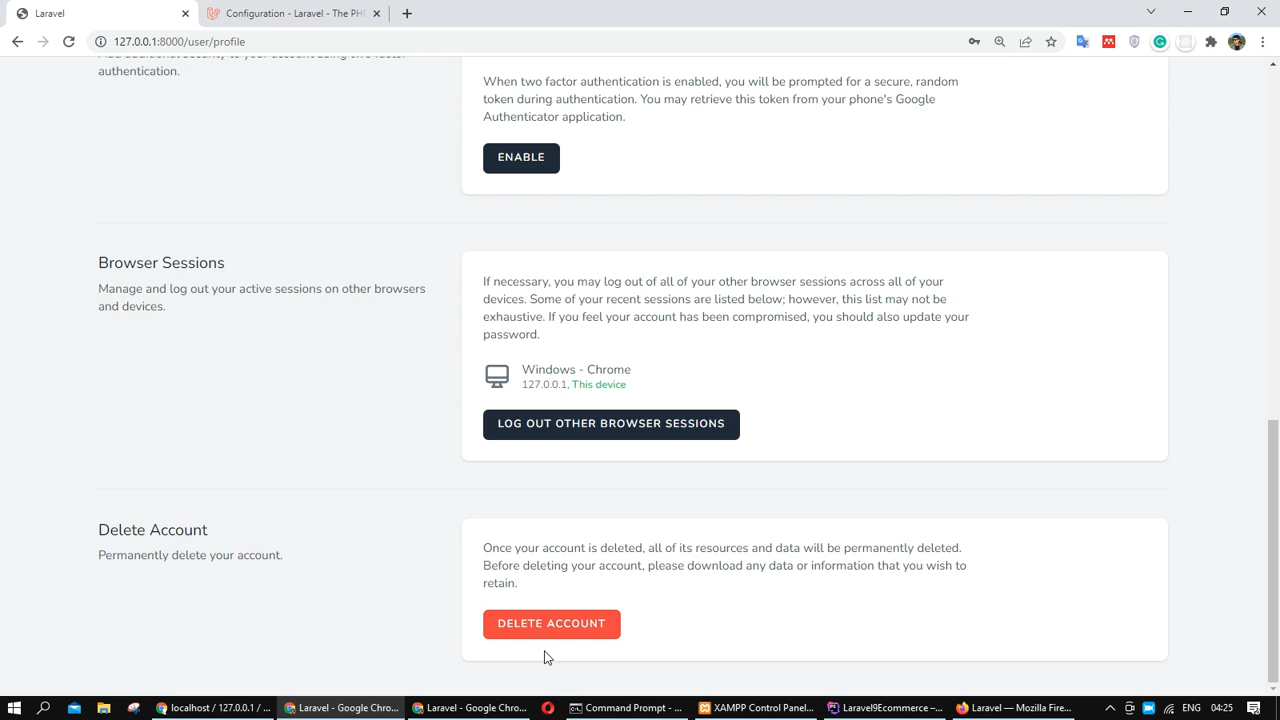 Laravel
Configuration - Laravel - The PH
127.0.0.1:8000/user/profile
authentication.
When two factor authentication is enabled, you will be prompted for a secure, random
token during authentication. You may retrieve this token from your phone's Google
Authenticator application.
ENABLE
Browser Sessions
Manage and log out your active sessions on other browsers
and devices.
If necessary, you may log out of all of your other browser sessions across all of your
devices. Some of your recent sessions are listed below; however, this list may not be
exhaustive. If you feel your account has been compromised, you should also update your
password.
Windows - Chrome
127.0.0.1, This device
LOG OUT OTHER BROWSER SESSIONS
Delete Account
Permanently delete your account.
Once your account is deleted, all of its resources and data will be permanently deleted.
Before deleting your account, please download any data or information that you wish to
retain.
DELETE ACCOUNT
localhost / 127.0.0.1 / ...
Laravel - Google Chro...
Laravel - Google Chro...
Command Prompt - ...
XAMPP Control Panel...
Laravel9Ecommerce –...
Laravel — Mozilla Fire...
ENG
04:25